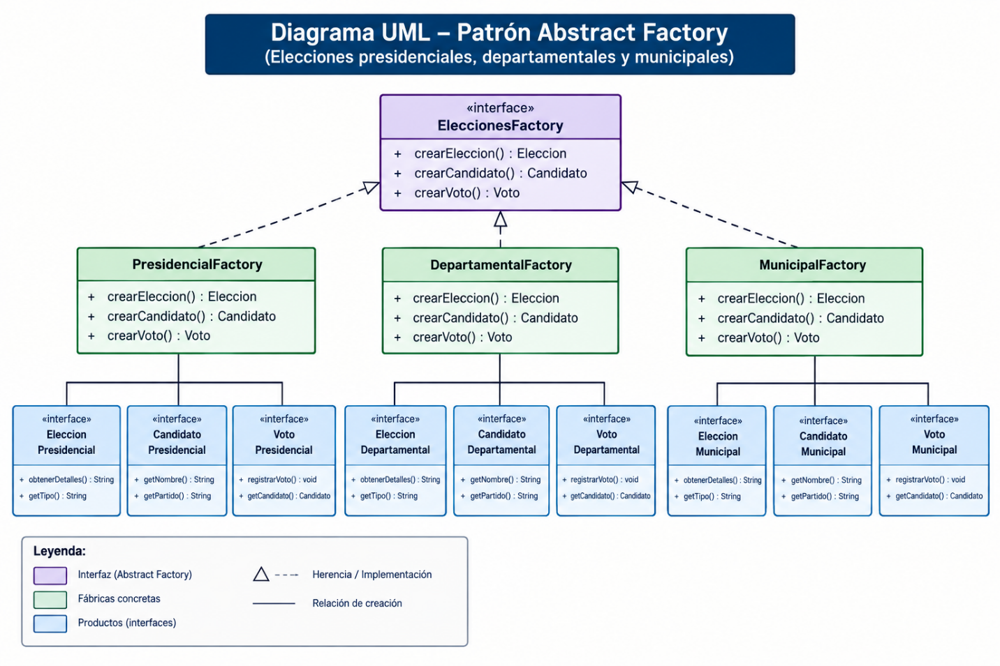 Diagrama UML – Patrón Abstract Factory
(Elecciones presidenciales, departamentales y municipales)
«interface»
EleccionesFactory
+ crearEleccion() : Eleccion
+ crearCandidato() : Candidato
+ crearVoto() : Voto
PresidencialFactory
+ crearEleccion() : Eleccion
+ crearCandidato() : Candidato
+ crearVoto() : Voto
DepartamentalFactory
+ crearEleccion() : Eleccion
+ crearCandidato() : Candidato
+ crearVoto() : Voto
MunicipalFactory
+ crearEleccion() : Eleccion
+ crearCandidato() : Candidato
+ crearVoto() : Voto
«interface»
Eleccion
Presidencial
+ obtenerDetalles() : String
+ getTipo() : String
«interface»
Candidato
Presidencial
+ getNombre() : String
+ getPartido() : String
«interface»
Voto
Presidencial
+ registrarVoto() : void
+ getCandidato() : Candidato
«interface»
Eleccion
Departamental
+ obtenerDetalles() : String
+ getTipo() : String
«interface»
Candidato
Departamental
+ getNombre() : String
+ getPartido() : String
«interface»
Voto
Departamental
+ registrarVoto() : void
+ getCandidato() : Candidato
«interface»
Eleccion
Municipal
+ obtenerDetalles() : String
+ getTipo() : String
«interface»
Candidato
Municipal
+ getNombre() : String
+ getPartido() : String
«interface»
Voto
Municipal
+ registrarVoto() : void
+ getCandidato() : Candidato
Leyenda:
Interfaz (Abstract Factory)
Fábricas concretas
Productos (interfaces)
Herencia / Implementación
Relación de creación